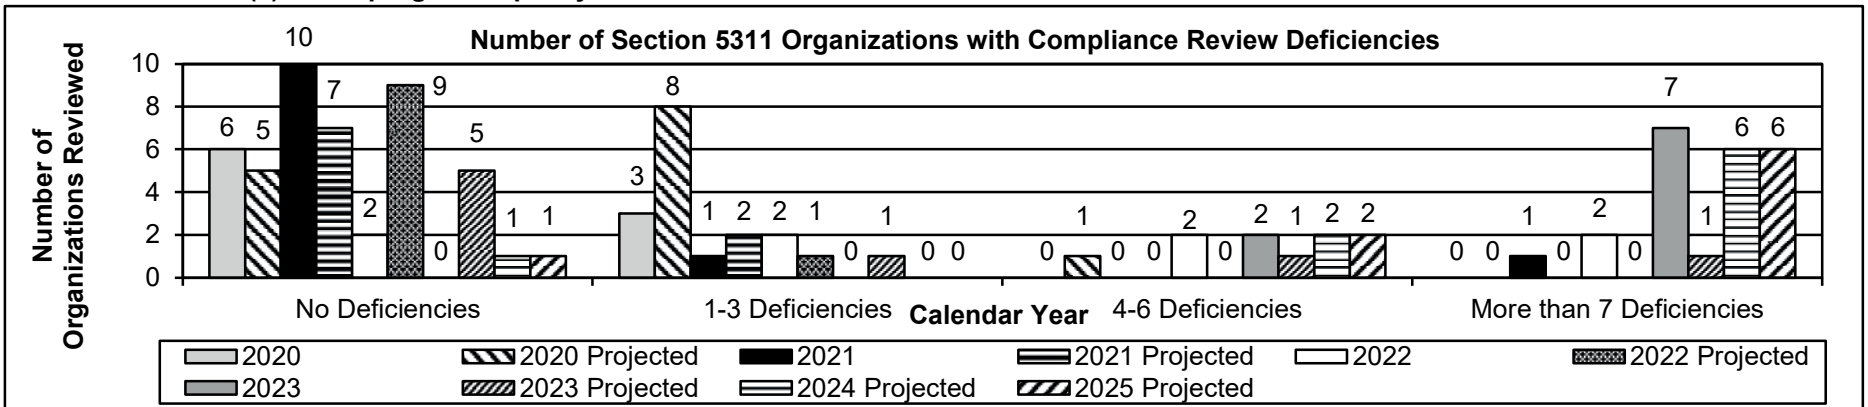 Number of Section 5311 Organizations with Compliance Review Deficiencies
Number of
Organizations Reviewed
10
8
6
4
2
0
6 5 10 7 2 9 0 5 1 1
3 8 1 2 2 1 0 1 0 0
0 1 0 0 2 0 2 1 2 2
0 0 1 0 2 0 7 1 6 6
No Deficiencies 1-3 Deficiencies 4-6 Deficiencies More than 7 Deficiencies
Calendar Year
2020 2020 Projected 2021 2021 Projected 2022 2022 Projected
2023 2023 Projected 2024 Projected 2025 Projected